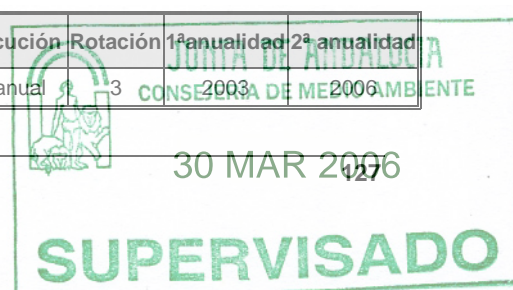 cución Rotación 1ªanualidad 2ª anualidad
JUNTA DE ANDALUCIA
anual 3 2003 2006
CONSEJERIA DE MEDIO AMBIENTE
30 MAR 2006
127
SUPERVISADO